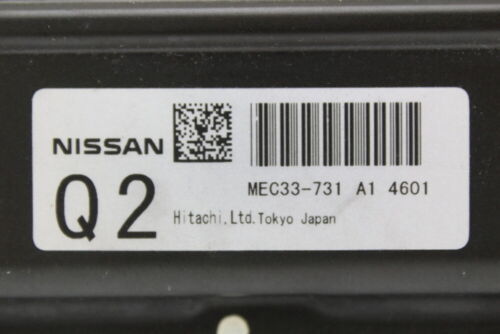 NISSAN
MEC33-731 A1 4601
Q2
Hitachi,Ltd.Tokyo Japan